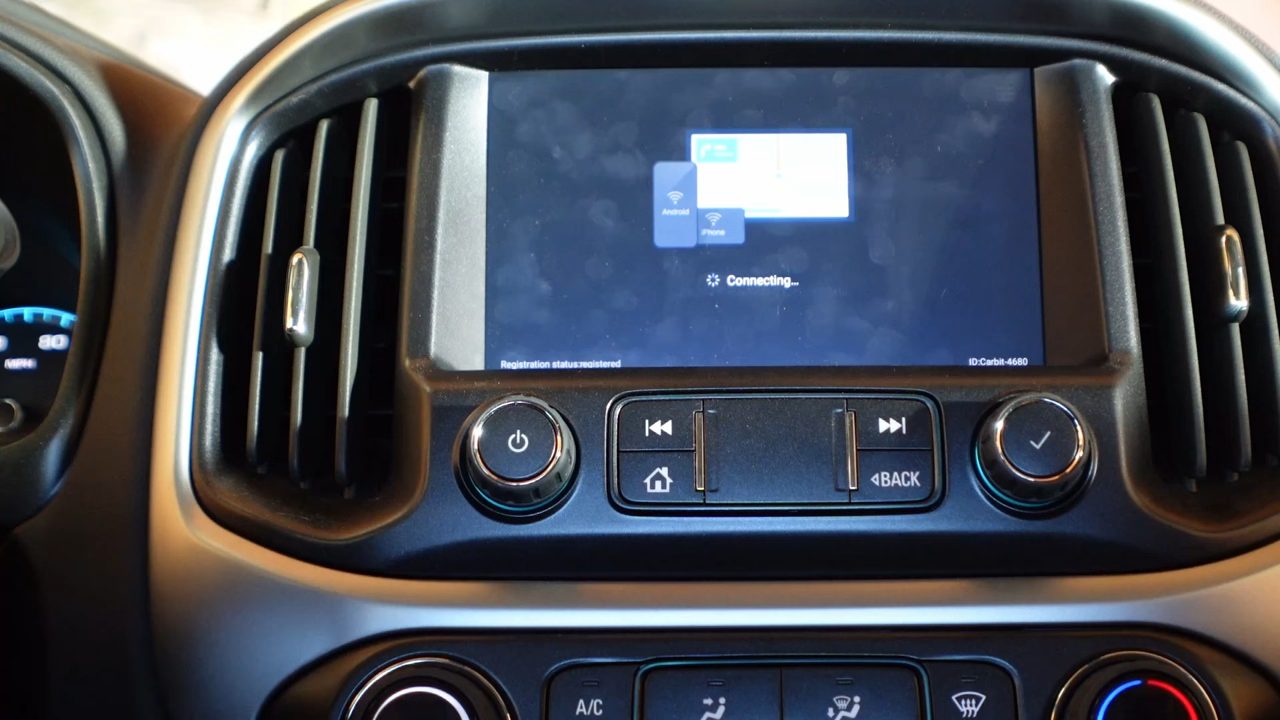 Android
iPhone
Connecting...
Registration status:registered
ID:Carbit-4680
80
MPH
BACK
A/C